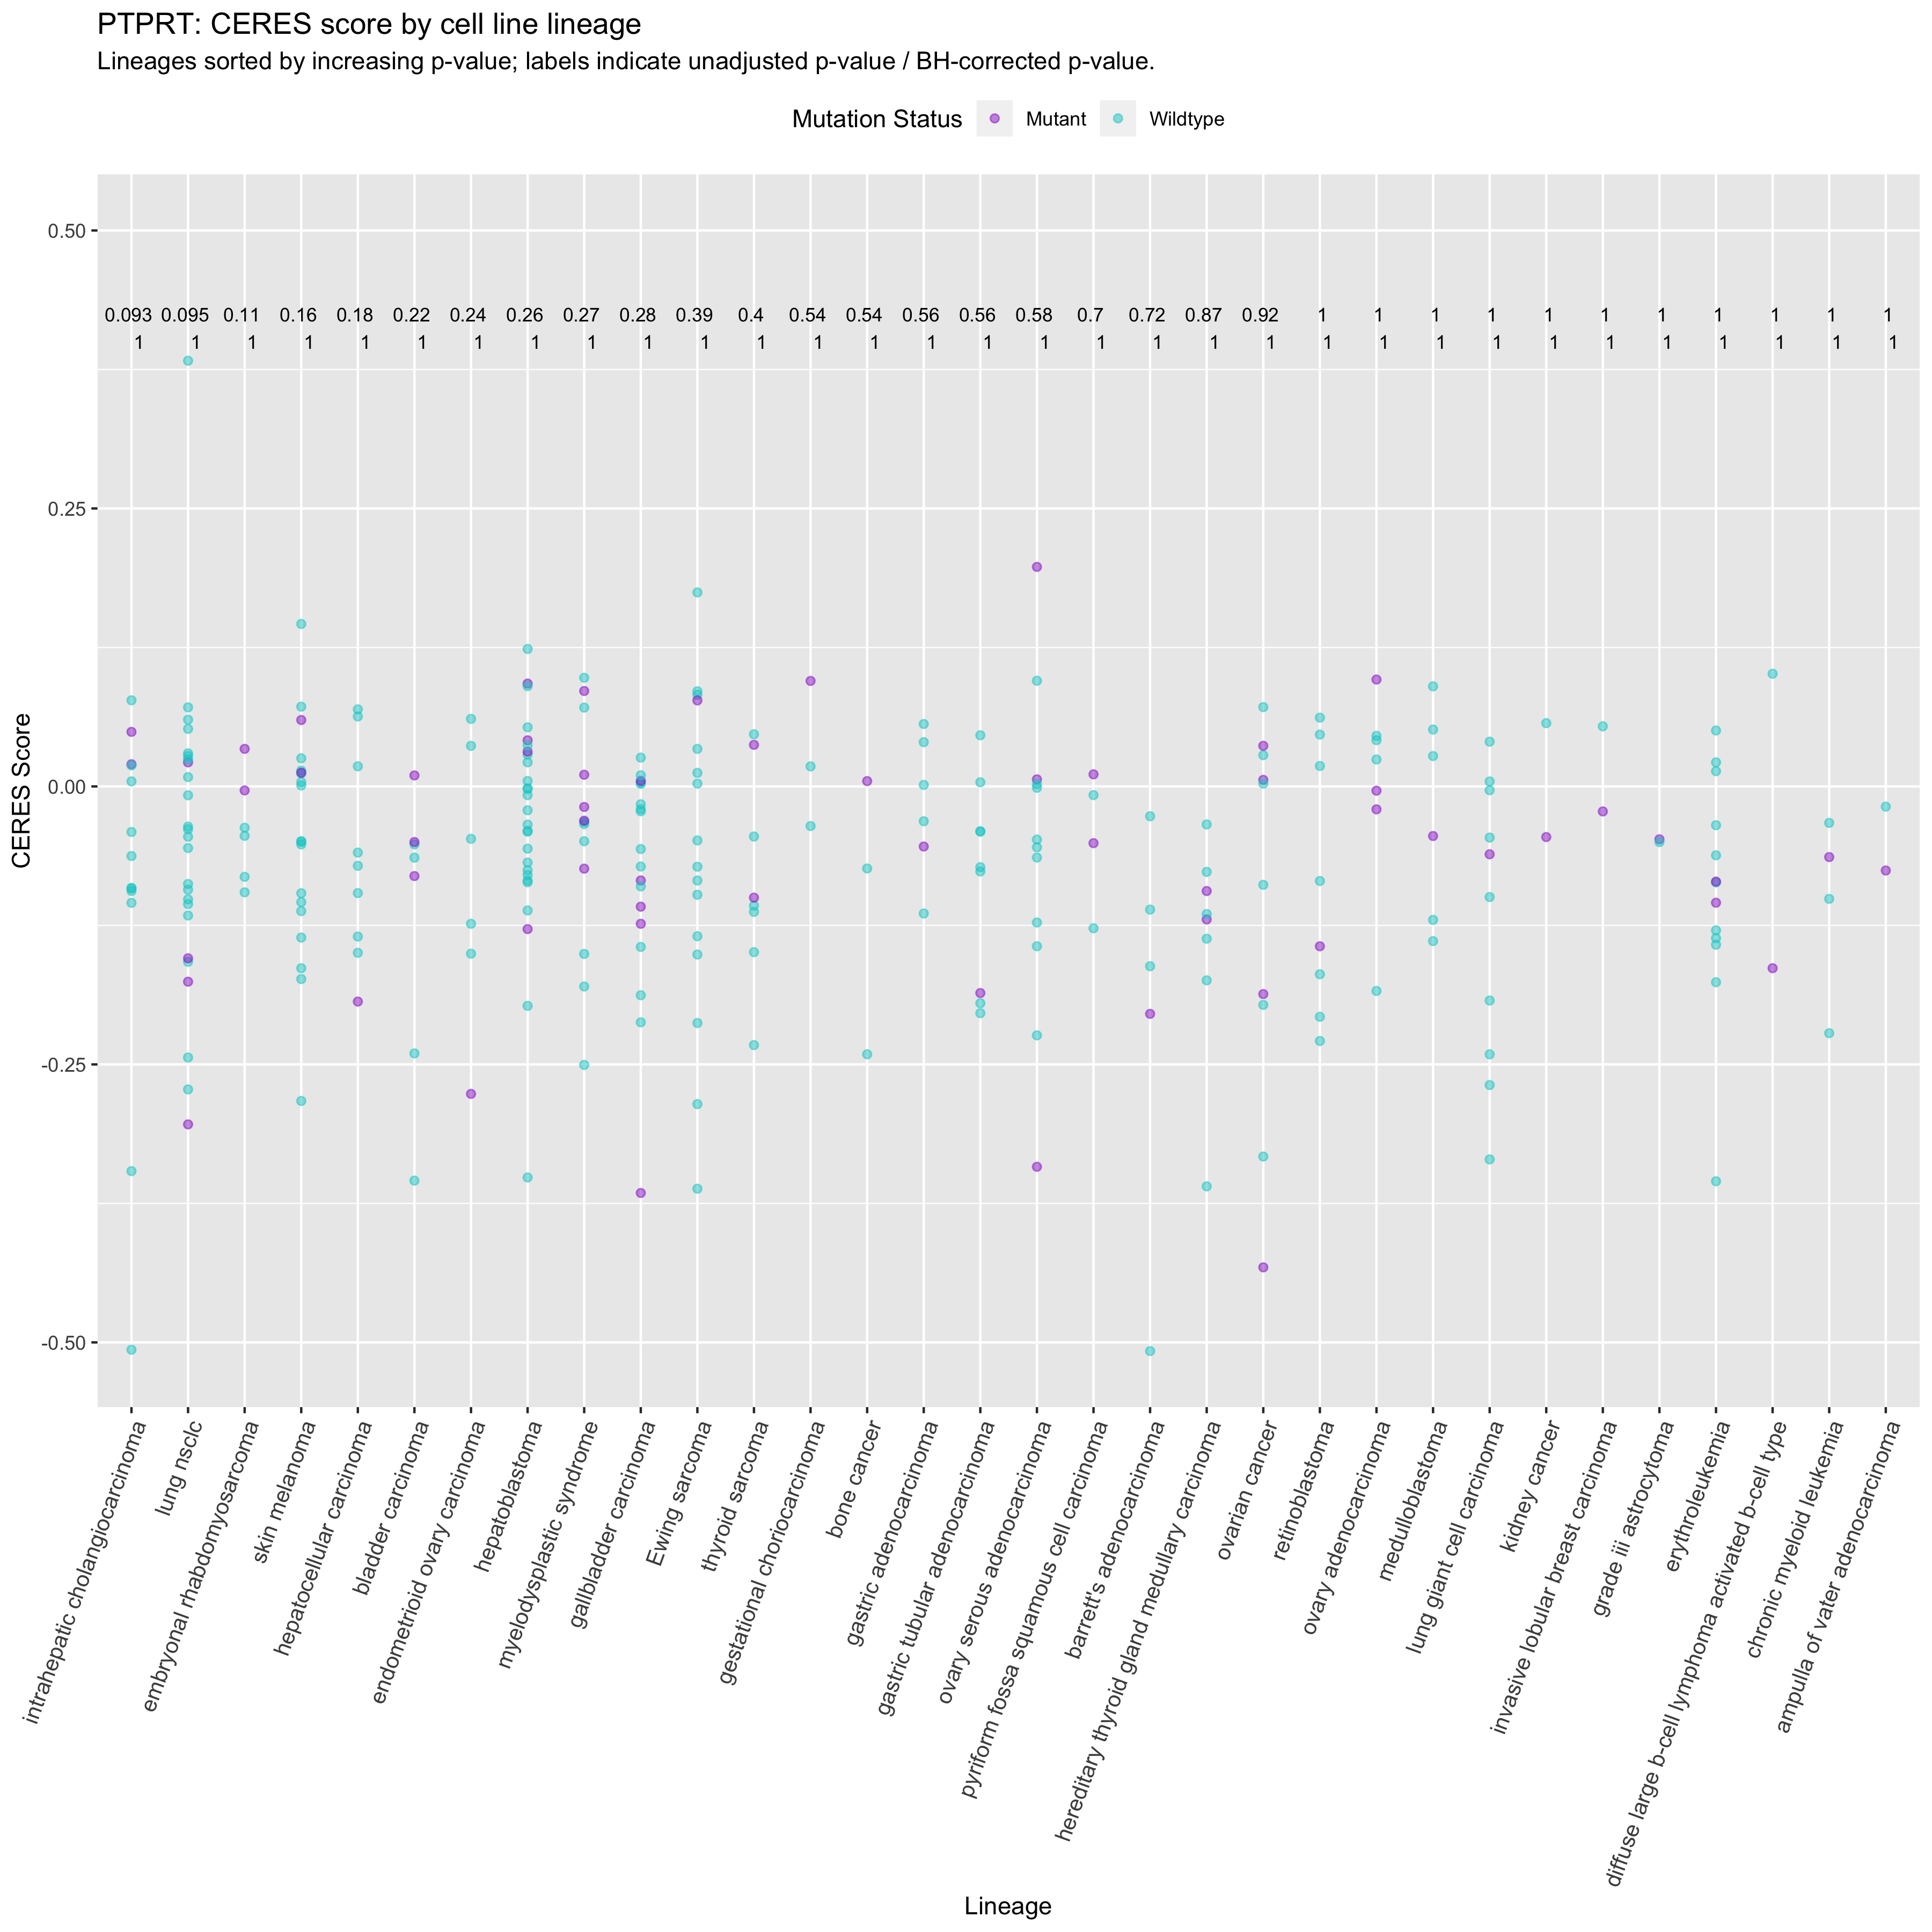 PTPRT: CERES score by cell line lineage
Lineages sorted by increasing p-value; labels indicate unadjusted p-value / BH-corrected p-value.
Mutation Status Mutant Wildtype
0.50
0.093 0.095 0.11 0.16 0.18 0.22 0.24 0.26 0.27 0.28 0.39 0.4 0.54 0.54 0.56 0.56 0.58 0.7 0.72 0.87 0.92 1 1 1 1 1 1 1 1 1 1 1
1 1 1 1 1 1 1 1 1 1 1 1 1 1 1 1 1 1 1 1 1 1 1 1 1 1 1 1 1 1 1 1
0.25
0.00
-0.25
-0.50
CERES Score
intrahepatic cholangiocarcinoma
lung nsclc
embryonal rhabdomyosarcoma
skin melanoma
hepatocellular carcinoma
bladder carcinoma
endometrioid ovary carcinoma
hepatoblastoma
myelodysplastic syndrome
gallbladder carcinoma
Ewing sarcoma
thyroid sarcoma
gestational choriocarcinoma
bone cancer
gastric adenocarcinoma
gastric tubular adenocarcinoma
ovary serous adenocarcinoma
pyriform fossa squamous cell carcinoma
barrett's adenocarcinoma
hereditary thyroid gland medullary carcinoma
ovarian cancer
retinoblastoma
ovary adenocarcinoma
medulloblastoma
lung giant cell carcinoma
kidney cancer
invasive lobular breast carcinoma
grade iii astrocytoma
erythroleukemia
diffuse large b-cell lymphoma activated b-cell type
chronic myeloid leukemia
ampulla of vater adenocarcinoma
Lineage